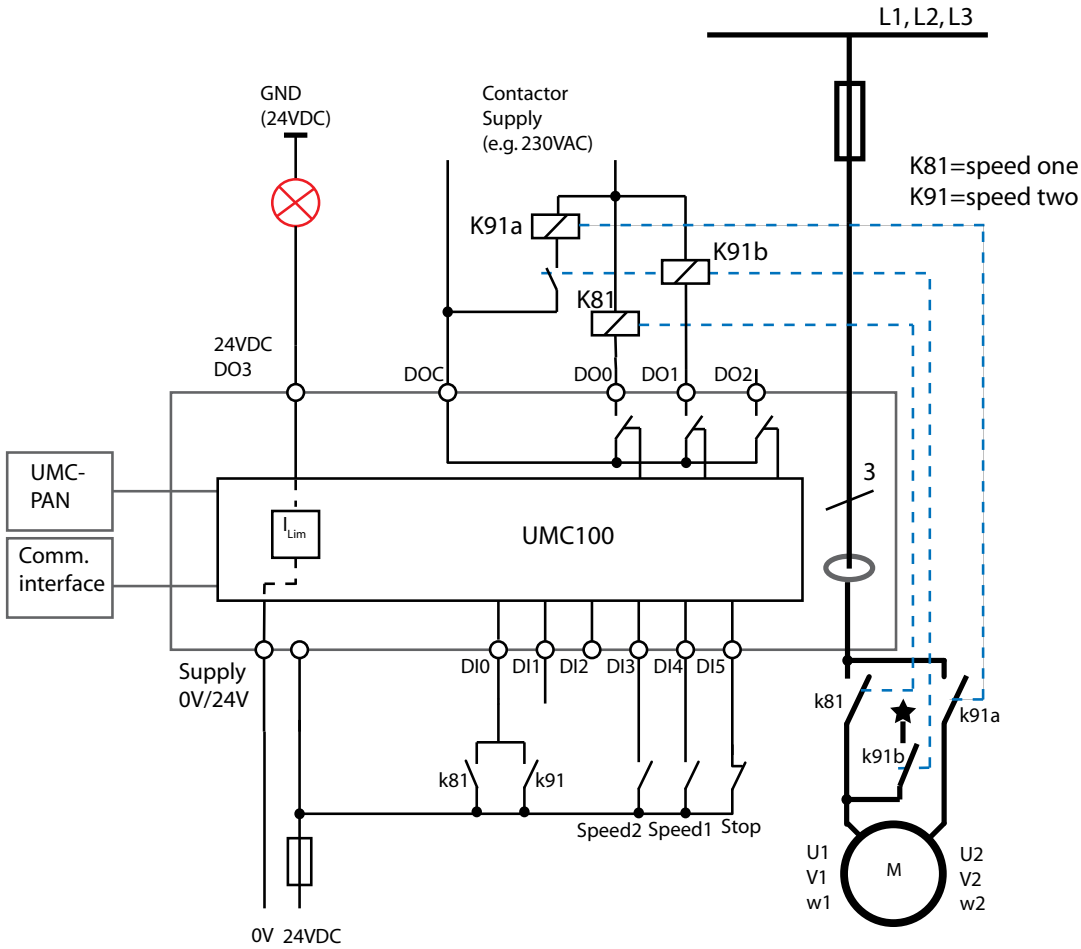 L1, L2, L3
GND
(24VDC)
Contactor
Supply
(e.g. 230VAC)
K81=speed one
K91=speed two
K91a
K91b
K81
24VDC
DO3
DOC
DO0
DO1
DO2
UMC-
PAN
3
I Lim
UMC100
Comm.
interface
Supply
0V/24V
DI0
DI1
DI2
DI3
DI4
DI5
k81
k91a
k91b
k81
k91
Speed2
Speed1
Stop
U1
V1
w1
M
U2
V2
w2
0V
24VDC